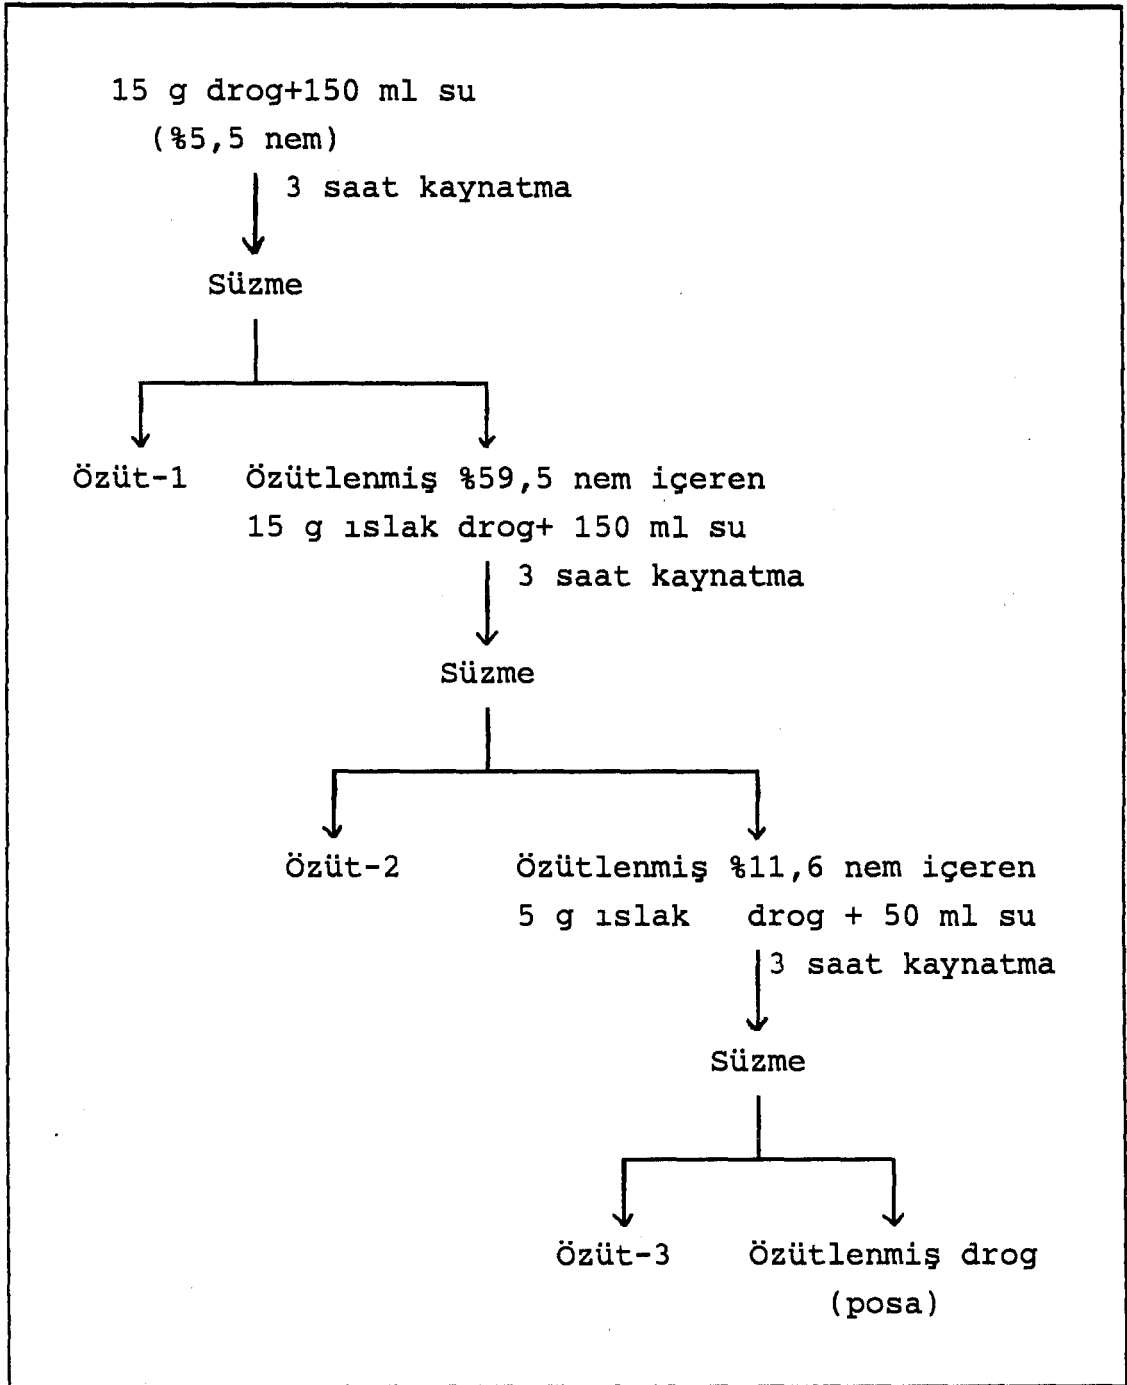 15 g drog+150 ml su
(%5,5 nem)
3 saat kaynatma
Süzme
Özüt-1 Özütlenmiş %59,5 nem içeren
15 g ıslak drog+ 150 ml su
3 saat kaynatma
Süzme
Özüt-2 Özütlenmiş %11,6 nem içeren
5 g ıslak drog + 50 ml su
3 saat kaynatma
Süzme
Özüt-3 Özütlenmiş drog
(posa)